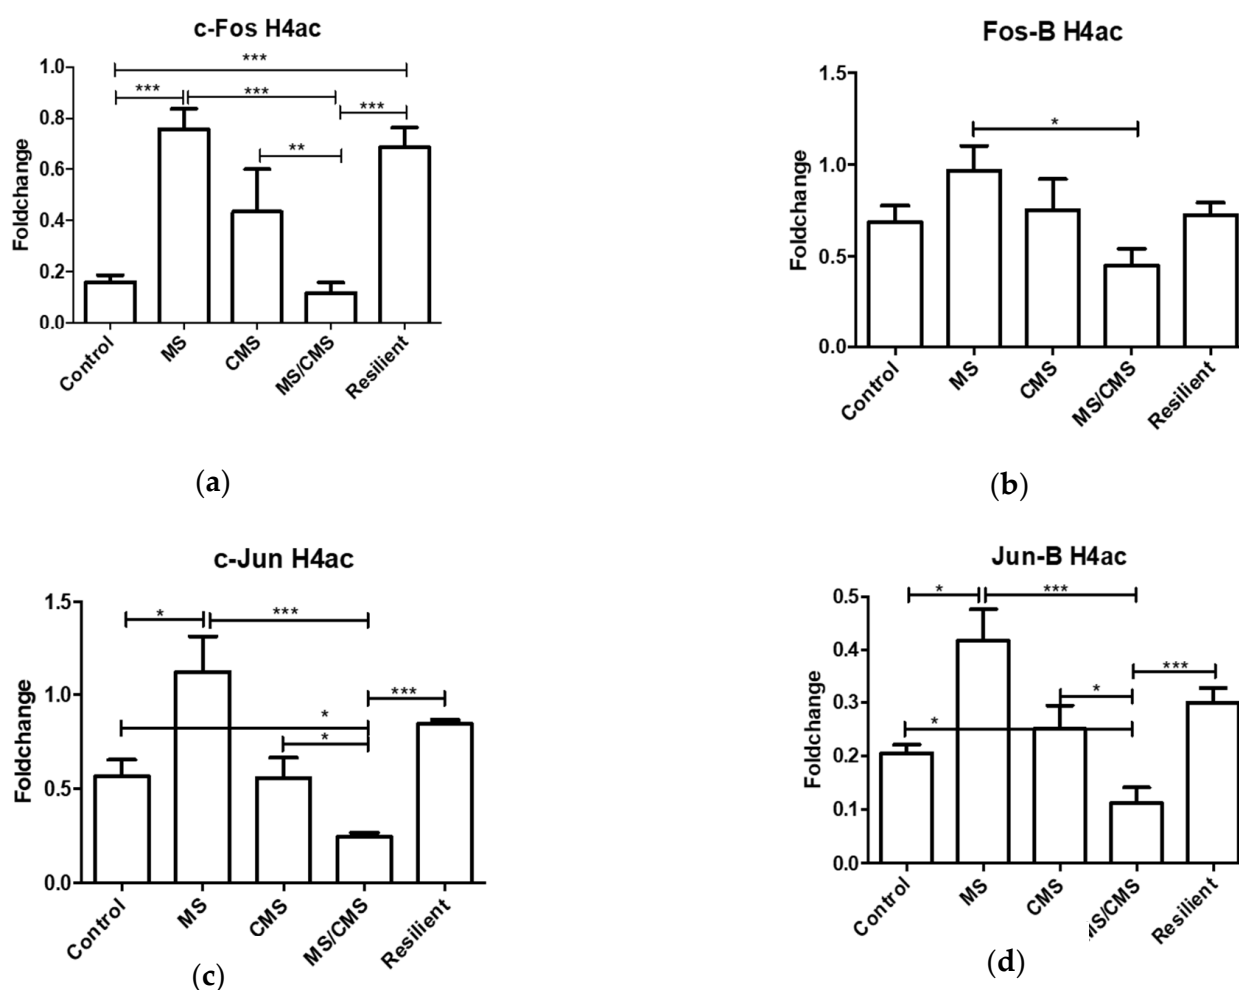 c-Fos H4ac
***
***
***
***
**
1.0
0.8
0.6
0.4
0.2
0.0
Foldchange
Control
MS
CMS
MS/CMS
Resilient
(a)
Fos-B H4ac
*
1.5
1.0
0.5
0.0
Foldchange
Control
MS
CMS
MS/CMS
Resilient
(b)
c-Jun H4ac
*
***
***
*
*
1.5
1.0
0.5
0.0
Foldchange
Control
MS
CMS
MS/CMS
Resilient
(c)
Jun-B H4ac
*
***
***
*
*
0.5
0.4
0.3
0.2
0.1
0.0
Foldchange
Control
MS
CMS
MS/CMS
Resilient
(d)